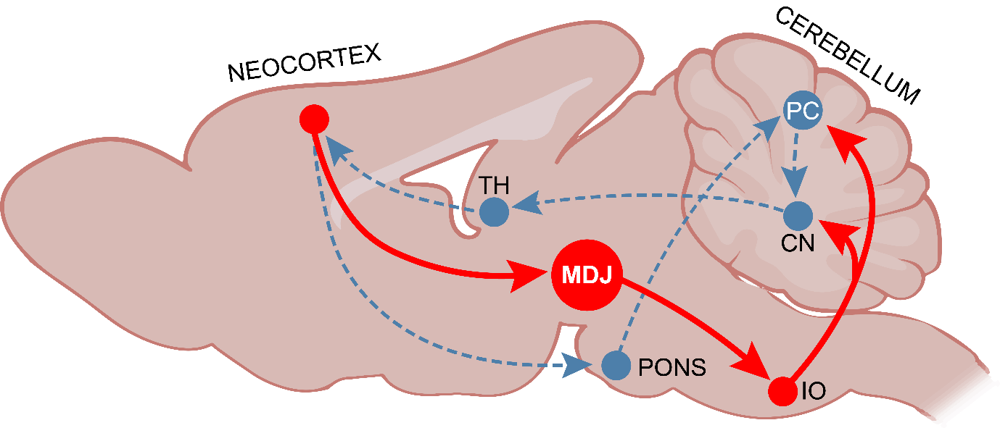 NEOCORTEX
CEREBELLUM
PC
TH
CN
MDJ
PONS
IO